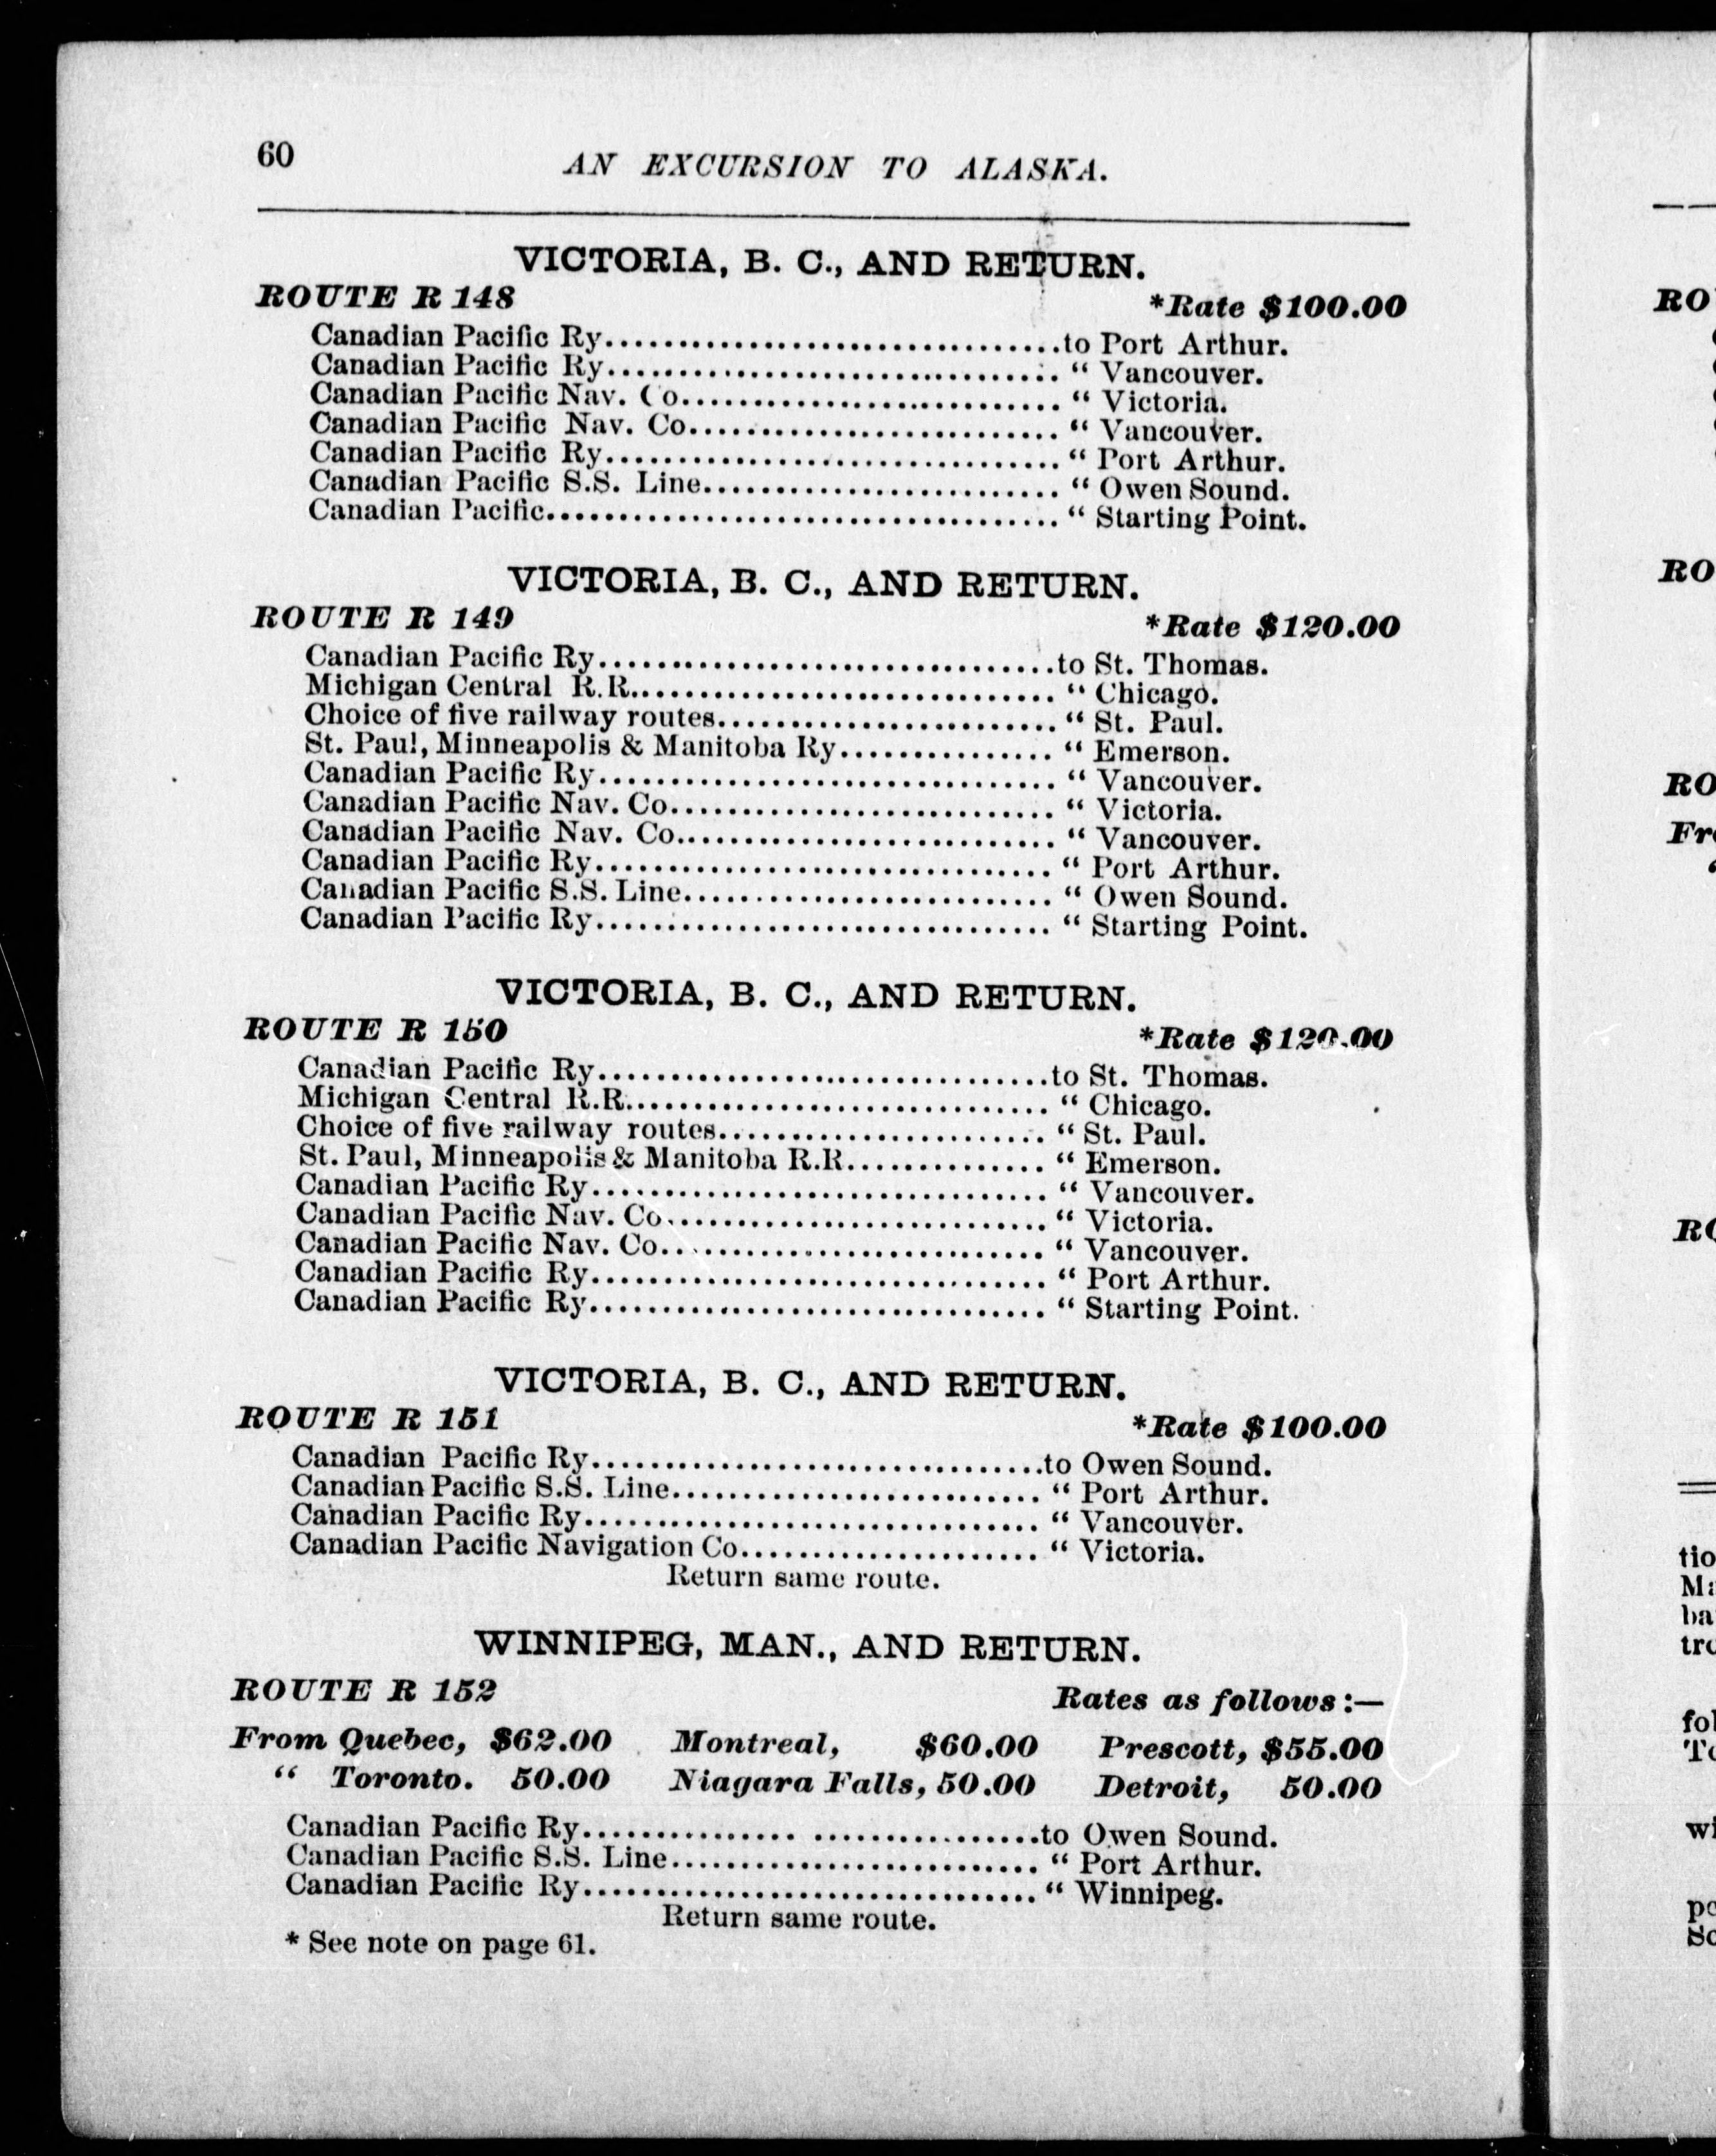 60
AN EXCURSION TO ALASKA.
VICTORIA, B. C., AND RETURN.
ROUTE R 148 *Rate $100.00
Canadian Pacific Ry................................to Port Arthur.
Canadian Pacific Ry................................ " Vancouver.
Canadian Pacific Nav. Co........................... " Victoria.
Canadian Pacific Nav. Co.......................... " Vancouver.
Canadian Pacific Ry................................ " Port Arthur.
Canadian Pacific S.S. Line......................... " Owen Sound.
Canadian Pacific.................................... " Starting Point.
VICTORIA, B. C., AND RETURN.
ROUTE R 149 *Rate $120.00
Canadian Pacific Ry................................to St. Thomas.
Michigan Central R.R.............................. " Chicago.
Choice of five railway routes........................ " St. Paul.
St. Paul, Minneapolis & Manitoba Ry............... " Emerson.
Canadian Pacific Ry................................ " Vancouver.
Canadian Pacific Nav. Co........................... " Victoria.
Canadian Pacific Nav. Co........................... " Vancouver.
Canadian Pacific Ry................................ " Port Arthur.
Canadian Pacific S.S. Line.......................... " Owen Sound.
Canadian Pacific Ry................................ " Starting Point.
VICTORIA, B. C., AND RETURN.
ROUTE R 150 *Rate $120.00
Canadian Pacific Ry................................to St. Thomas.
Michigan Central R.R.............................. " Chicago.
Choice of five railway routes....................... " St. Paul.
St. Paul, Minneapolis & Manitoba R.R.............. " Emerson.
Canadian Pacific Ry................................ " Vancouver.
Canadian Pacific Nav. Co........................... " Victoria.
Canadian Pacific Nav. Co........................... " Vancouver.
Canadian Pacific Ry................................ " Port Arthur.
Canadian Pacific Ry................................ " Starting Point.
VICTORIA, B. C., AND RETURN.
ROUTE R 151 *Rate $100.00
Canadian Pacific Ry................................to Owen Sound.
Canadian Pacific S.S. Line.......................... " Port Arthur.
Canadian Pacific Ry................................ " Vancouver.
Canadian Pacific Navigation Co..................... " Victoria.
Return same route.
WINNIPEG, MAN., AND RETURN.
ROUTE R 152 Rates as follows:—
From Quebec, $62.00 Montreal, $60.00 Prescott, $55.00
" Toronto. 50.00 Niagara Falls, 50.00 Detroit, 50.00
Canadian Pacific Ry............... ................to Owen Sound.
Canadian Pacific S.S. Line.......................... " Port Arthur.
Canadian Pacific Ry................................ " Winnipeg.
Return same route.
* See note on page 61.